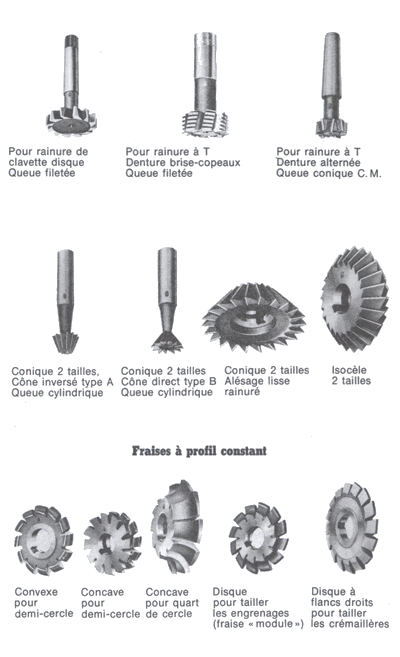 Pour rainure de
clavette disque
Queue filetée
Pour rainure à T
Denture brise-copeaux
Queue filetée
Pour rainure à T
Denture alternée
Queue conique C.M.
Conique 2 tailles,
Cône inversé type A
Queue cylindrique
Conique 2 tailles
Cône direct type B
Queue cylindrique
Conique 2 tailles
Alésage lisse
rainuré
Isocèle
2 tailles
Fraises à profil constant
Convexe
pour
demi-cercle
Concave
pour
demi-cercle
Concave
pour quart
de cercle
Disque
pour tailler
les engrenages
(fraise « module »)
Disque à
flancs droits
pour tailler
les crémaillères